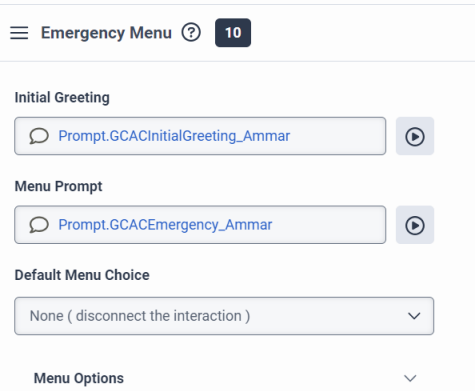 Emergency Menu ? 10
Initial Greeting
Prompt.GCACInitialGreeting_Ammar
Menu Prompt
Prompt.GCACEmergency_Ammar
Default Menu Choice
None ( disconnect the interaction )
Menu Options